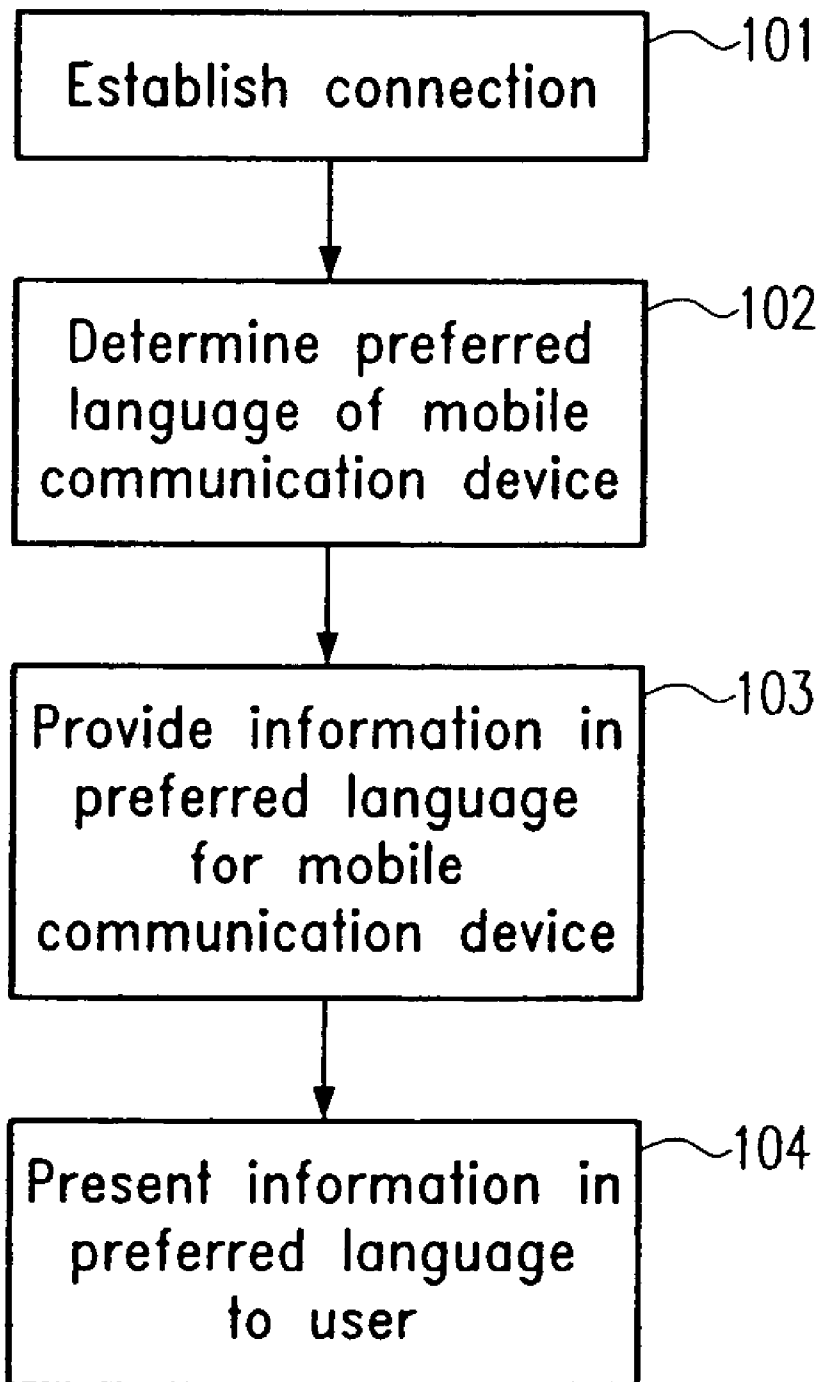 101
Establish connection
102
Determine preferred
language of mobile
communication device
103
Provide information in
preferred language
for mobile
communication device
104
Present information in
preferred language
to user